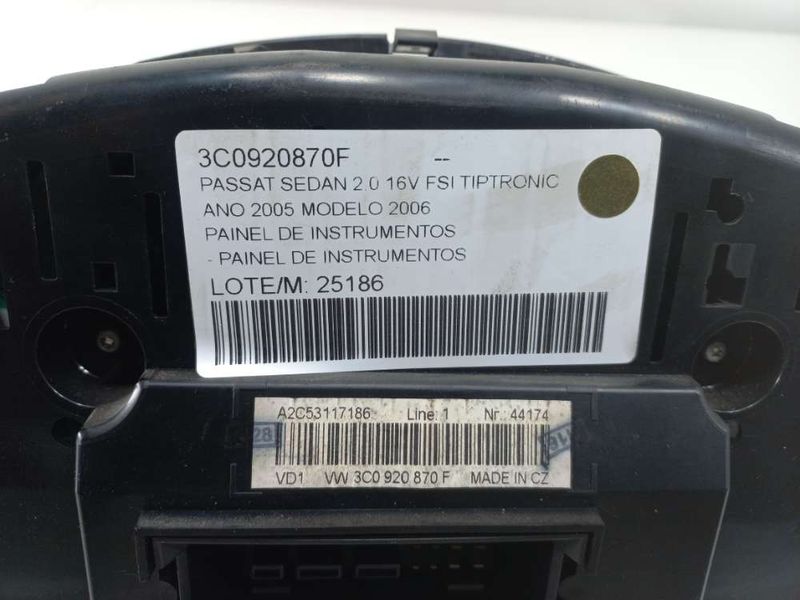 3C0920870F --
PASSAT SEDAN 2.0 16V FSI TIPTRONIC
ANO 2005 MODELO 2006
PAINEL DE INSTRUMENTOS
- PAINEL DE INSTRUMENTOS
LOTE/M: 25186
A2C53117186 Line: 1 Nr.: 44174
28
VD1 VW 3C0 920 870 F MADE IN CZ